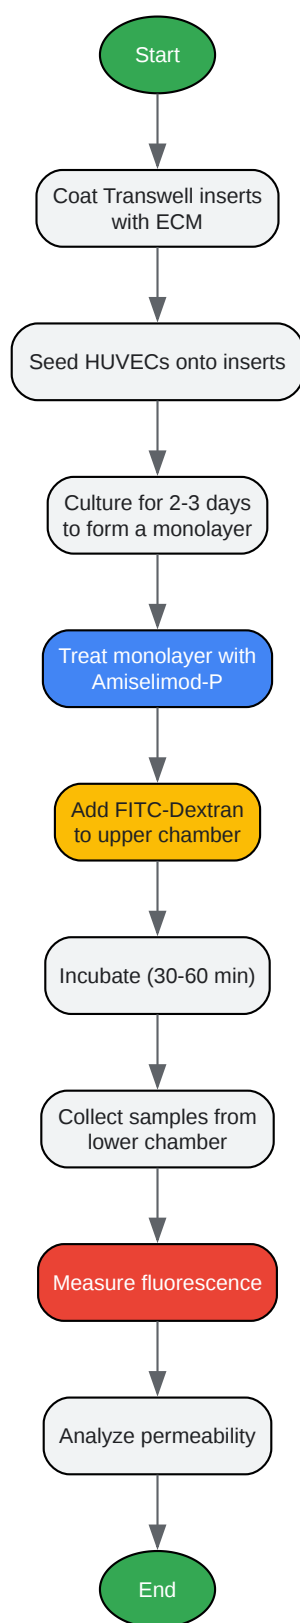 Start
Coat Transwell inserts
with ECM
Seed HUVECs onto inserts
Culture for 2-3 days
to form a monolayer
Treat monolayer with
Amiselimod-P
Add FITC-Dextran
to upper chamber
Incubate (30-60 min)
Collect samples from
lower chamber
Measure fluorescence
Analyze permeability
End